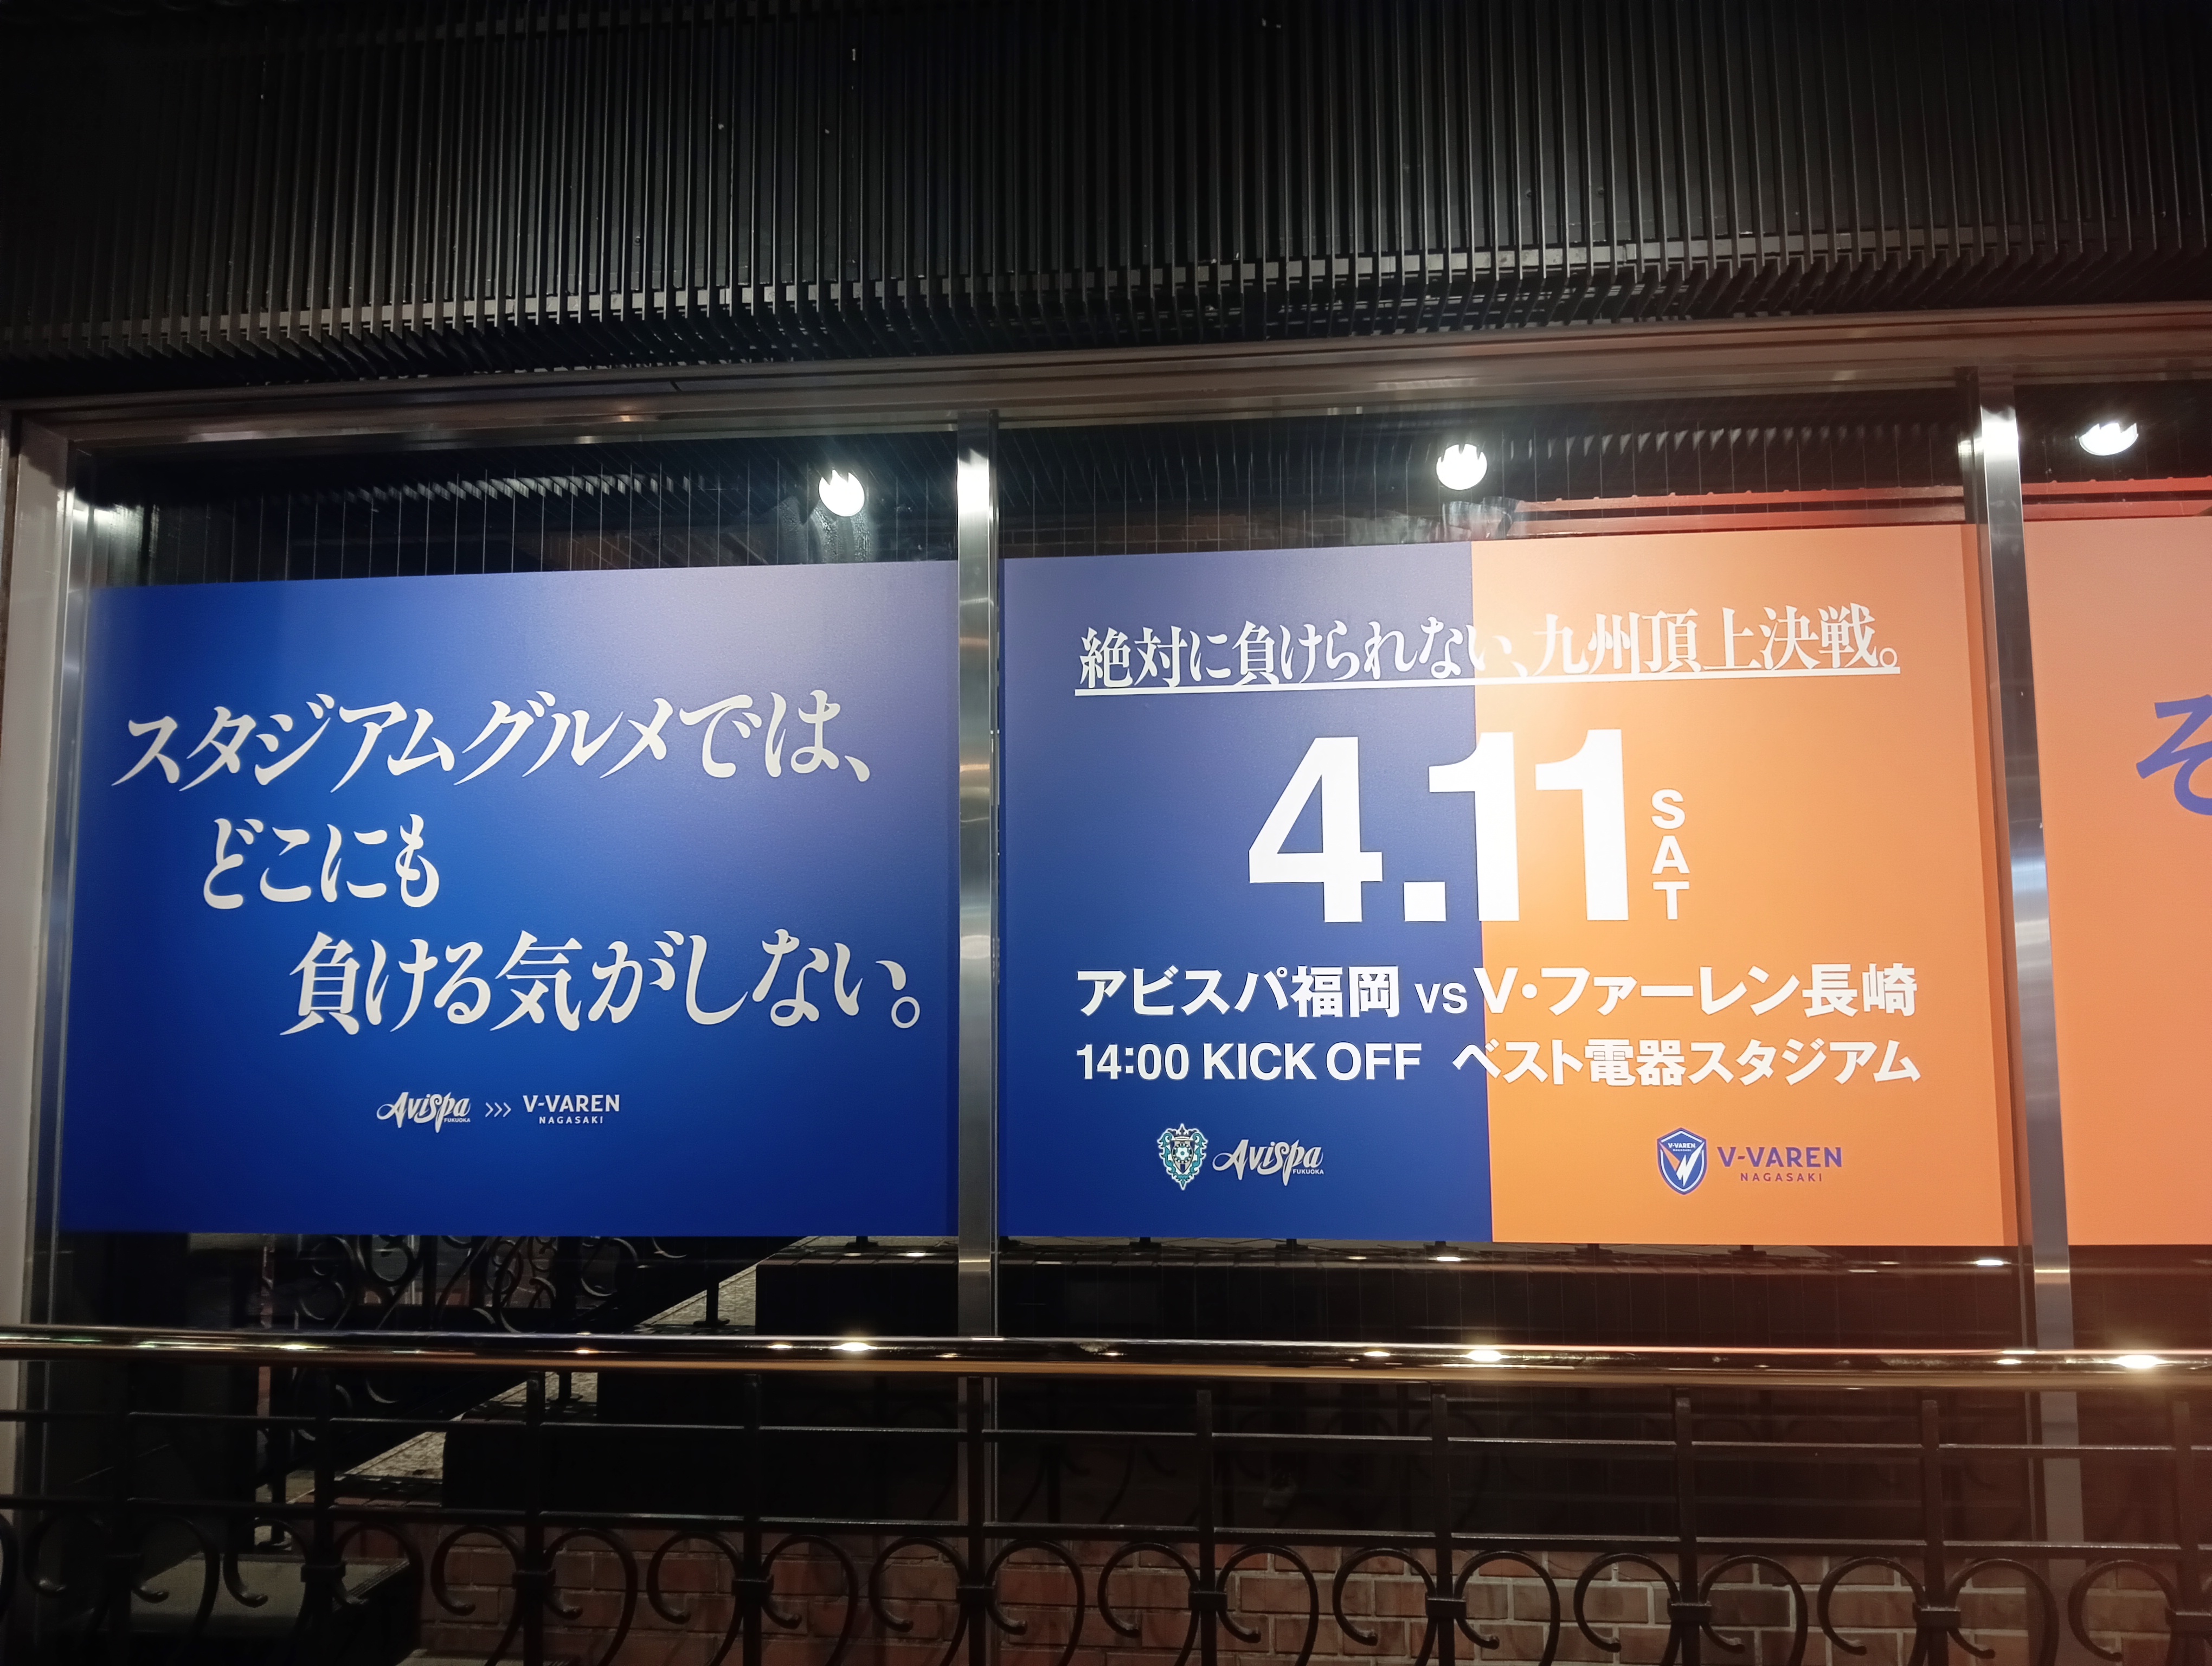 スタジアムグルメでは、
どこにも
負ける気がしない。
Avispa FUKUOKA >>> V-VAREN NAGASAKI
絶対に負けられない、九州頂上決戦。
4.11 SAT
アビスパ福岡 VS V・ファーレン長崎
14:00 KICK OFF ベスト電器スタジアム
Avispa FUKUOKA
V-VAREN NAGASAKI
V-VAREN
NAGASAKI
そ